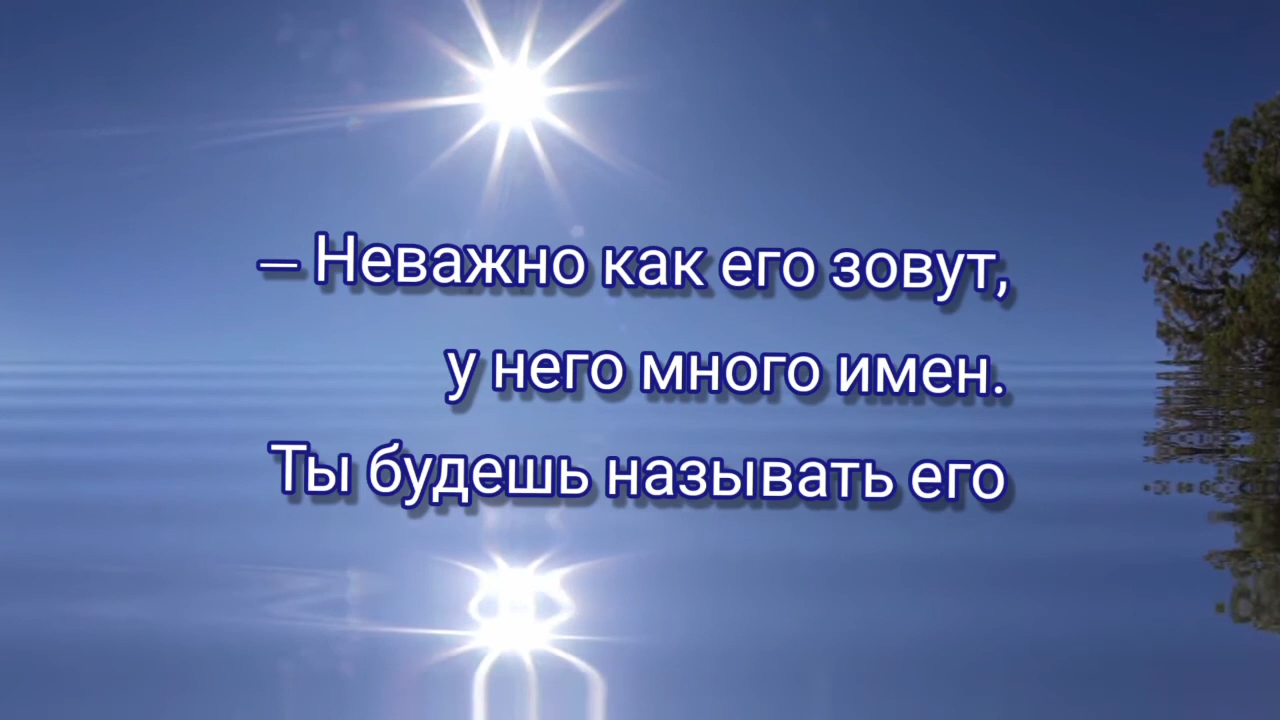 – Неважно как его зовут,
у него много имен.
Ты будешь называть его